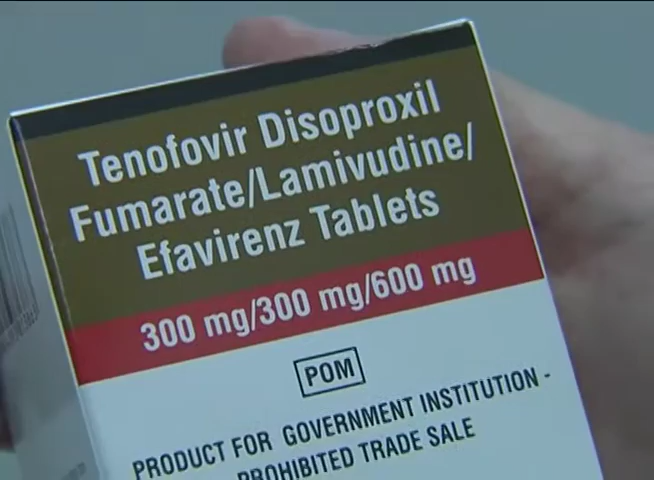 Tenofovir Disoproxil
Fumarate/Lamivudine/
Efavirenz Tablets
300 mg/300 mg/600 mg
POM
PRODUCT FOR GOVERNMENT INSTITUTION -
PROHIBITED TRADE SALE